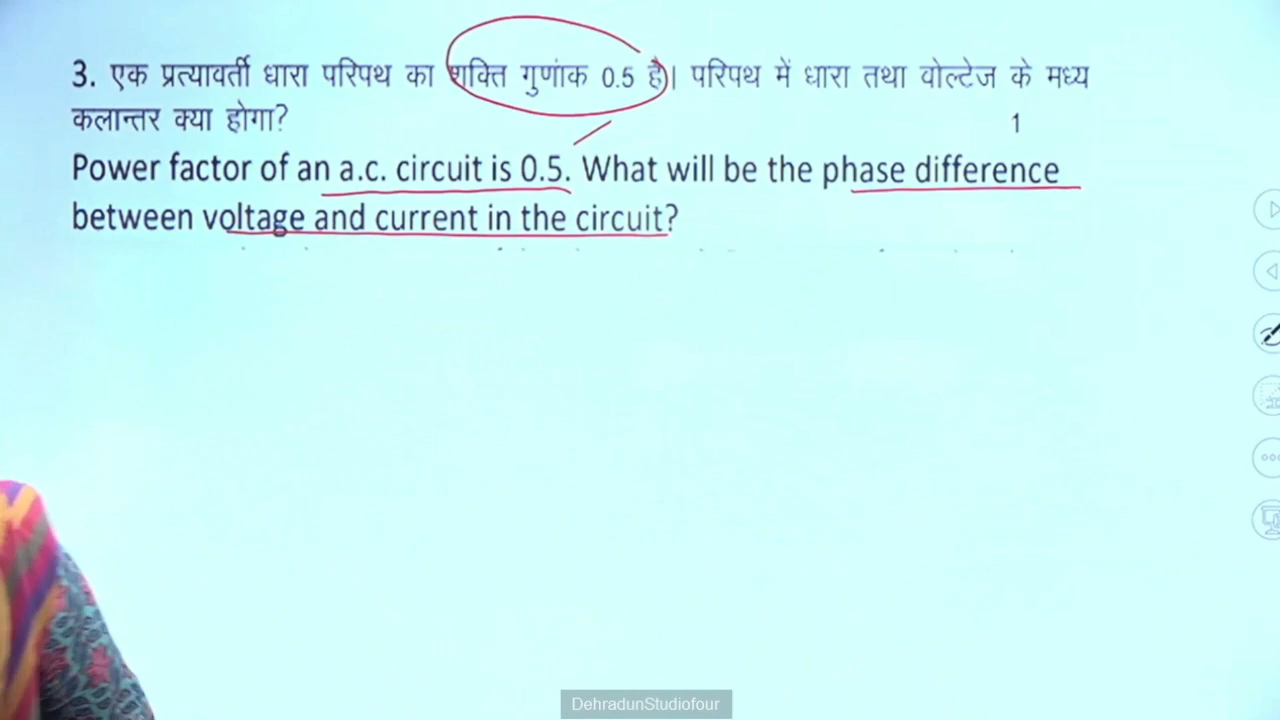 3. एक प्रत्यावर्ती धारा परिपथ का शक्ति गुणांक 0.5 है। परिपथ में धारा तथा वोल्टेज के मध्य
कलान्तर क्या होगा? 1
Power factor of an a.c. circuit is 0.5. What will be the phase difference
between voltage and current in the circuit?
DehradunStudiofour